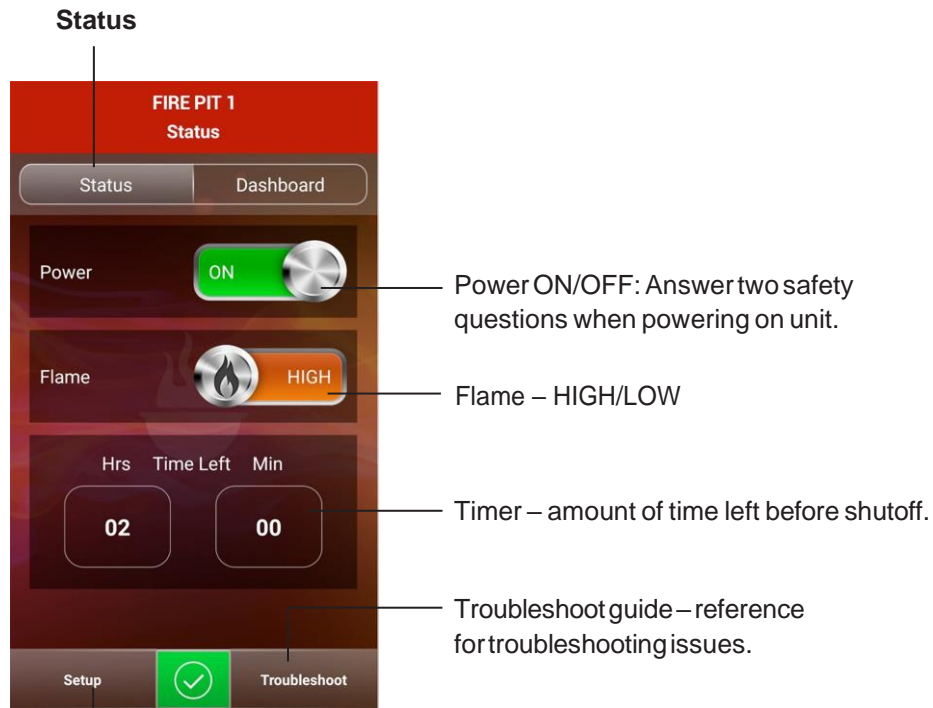 Status
FIRE PIT 1
Status
Status Dashboard
Power ON
Power ON/OFF: Answer two safety
questions when powering on unit.
Flame HIGH
Flame – HIGH/LOW
Hrs Time Left Min
02 00
Timer – amount of time left before shutoff.
Troubleshoot guide – reference
for troubleshooting issues.
Setup Troubleshoot